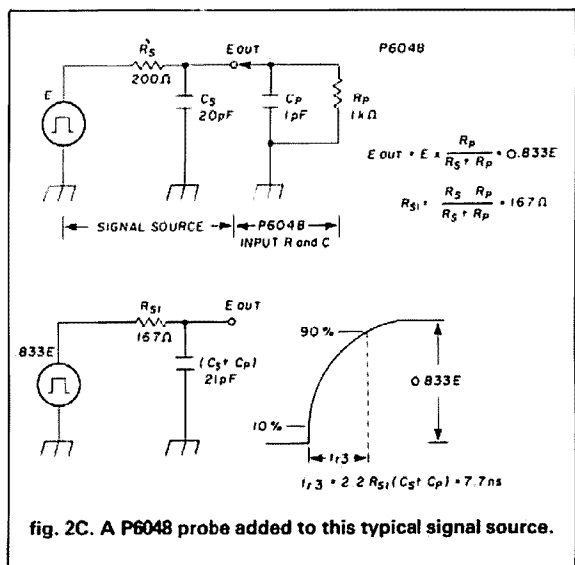 P6048
R's
200Ω
E OUT
E
CS
20pF
CP
1pF
RP
1kΩ
E OUT = E × RP / RS + RP = 0.833E
RS1 = RS RP / RS + RP = 167Ω
SIGNAL SOURCE
P6048
INPUT R and C
RS1
167Ω
E OUT
833E
(CS + CP)
21pF
90%
10%
0.833E
tr3
tr3 = 2.2 RS1 (CS + CP) = 7.7ns
fig. 2C. A P6048 probe added to this typical signal source.